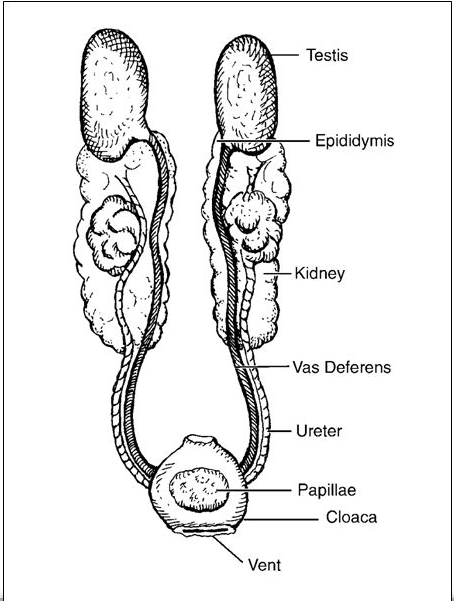 Testis
Epididymis
Kidney
Vas Deferens
Ureter
Papillae
Cloaca
Vent